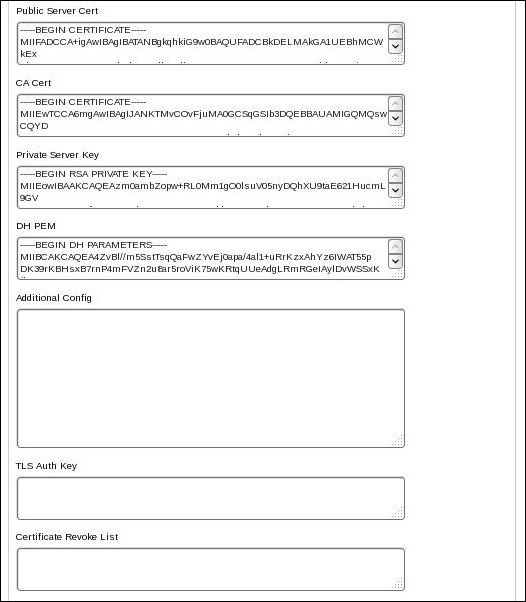 Public Server Cert
-----BEGIN CERTIFICATE-----
MIIFADCCA+igAwIBAgIBATANBgkqhkiG9w0BAQUFADCBkDELMAkGA1UEBhMCW
kEx
CA Cert
-----BEGIN CERTIFICATE-----
MIIEwTCCA6mgAwIBAgIJANKTMvCOvFjuMA0GCSqGSIb3DQEBBAUAMIGQMQsw
CQYD
Private Server Key
-----BEGIN RSA PRIVATE KEY-----
MIIEowIBAAKCAQEAzm0ambZopw+RL0Mm1gO0lsuV05nyDQhXU9taE621HucmL
9GV
DH PEM
-----BEGIN DH PARAMETERS-----
MIIBCAKCAQEA4ZvBl//m5SstTsqQaFwZYvEj0apa/4al1+uRrKzxAhYz6IWAT55p
DK39rKBHsxB7rnP4mFVZn2u8ar5roViK75wKRtqUUeAdgLRmRGeIAylDvWSSxK
Additional Config
TLS Auth Key
Certificate Revoke List